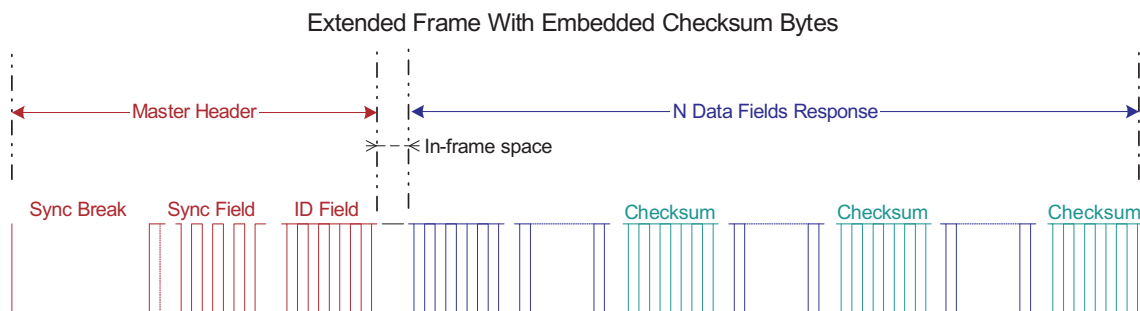 Extended Frame With Embedded Checksum Bytes
Master Header
N Data Fields Response
In-frame space
Sync Break
Sync Field
ID Field
Checksum
Checksum
Checksum